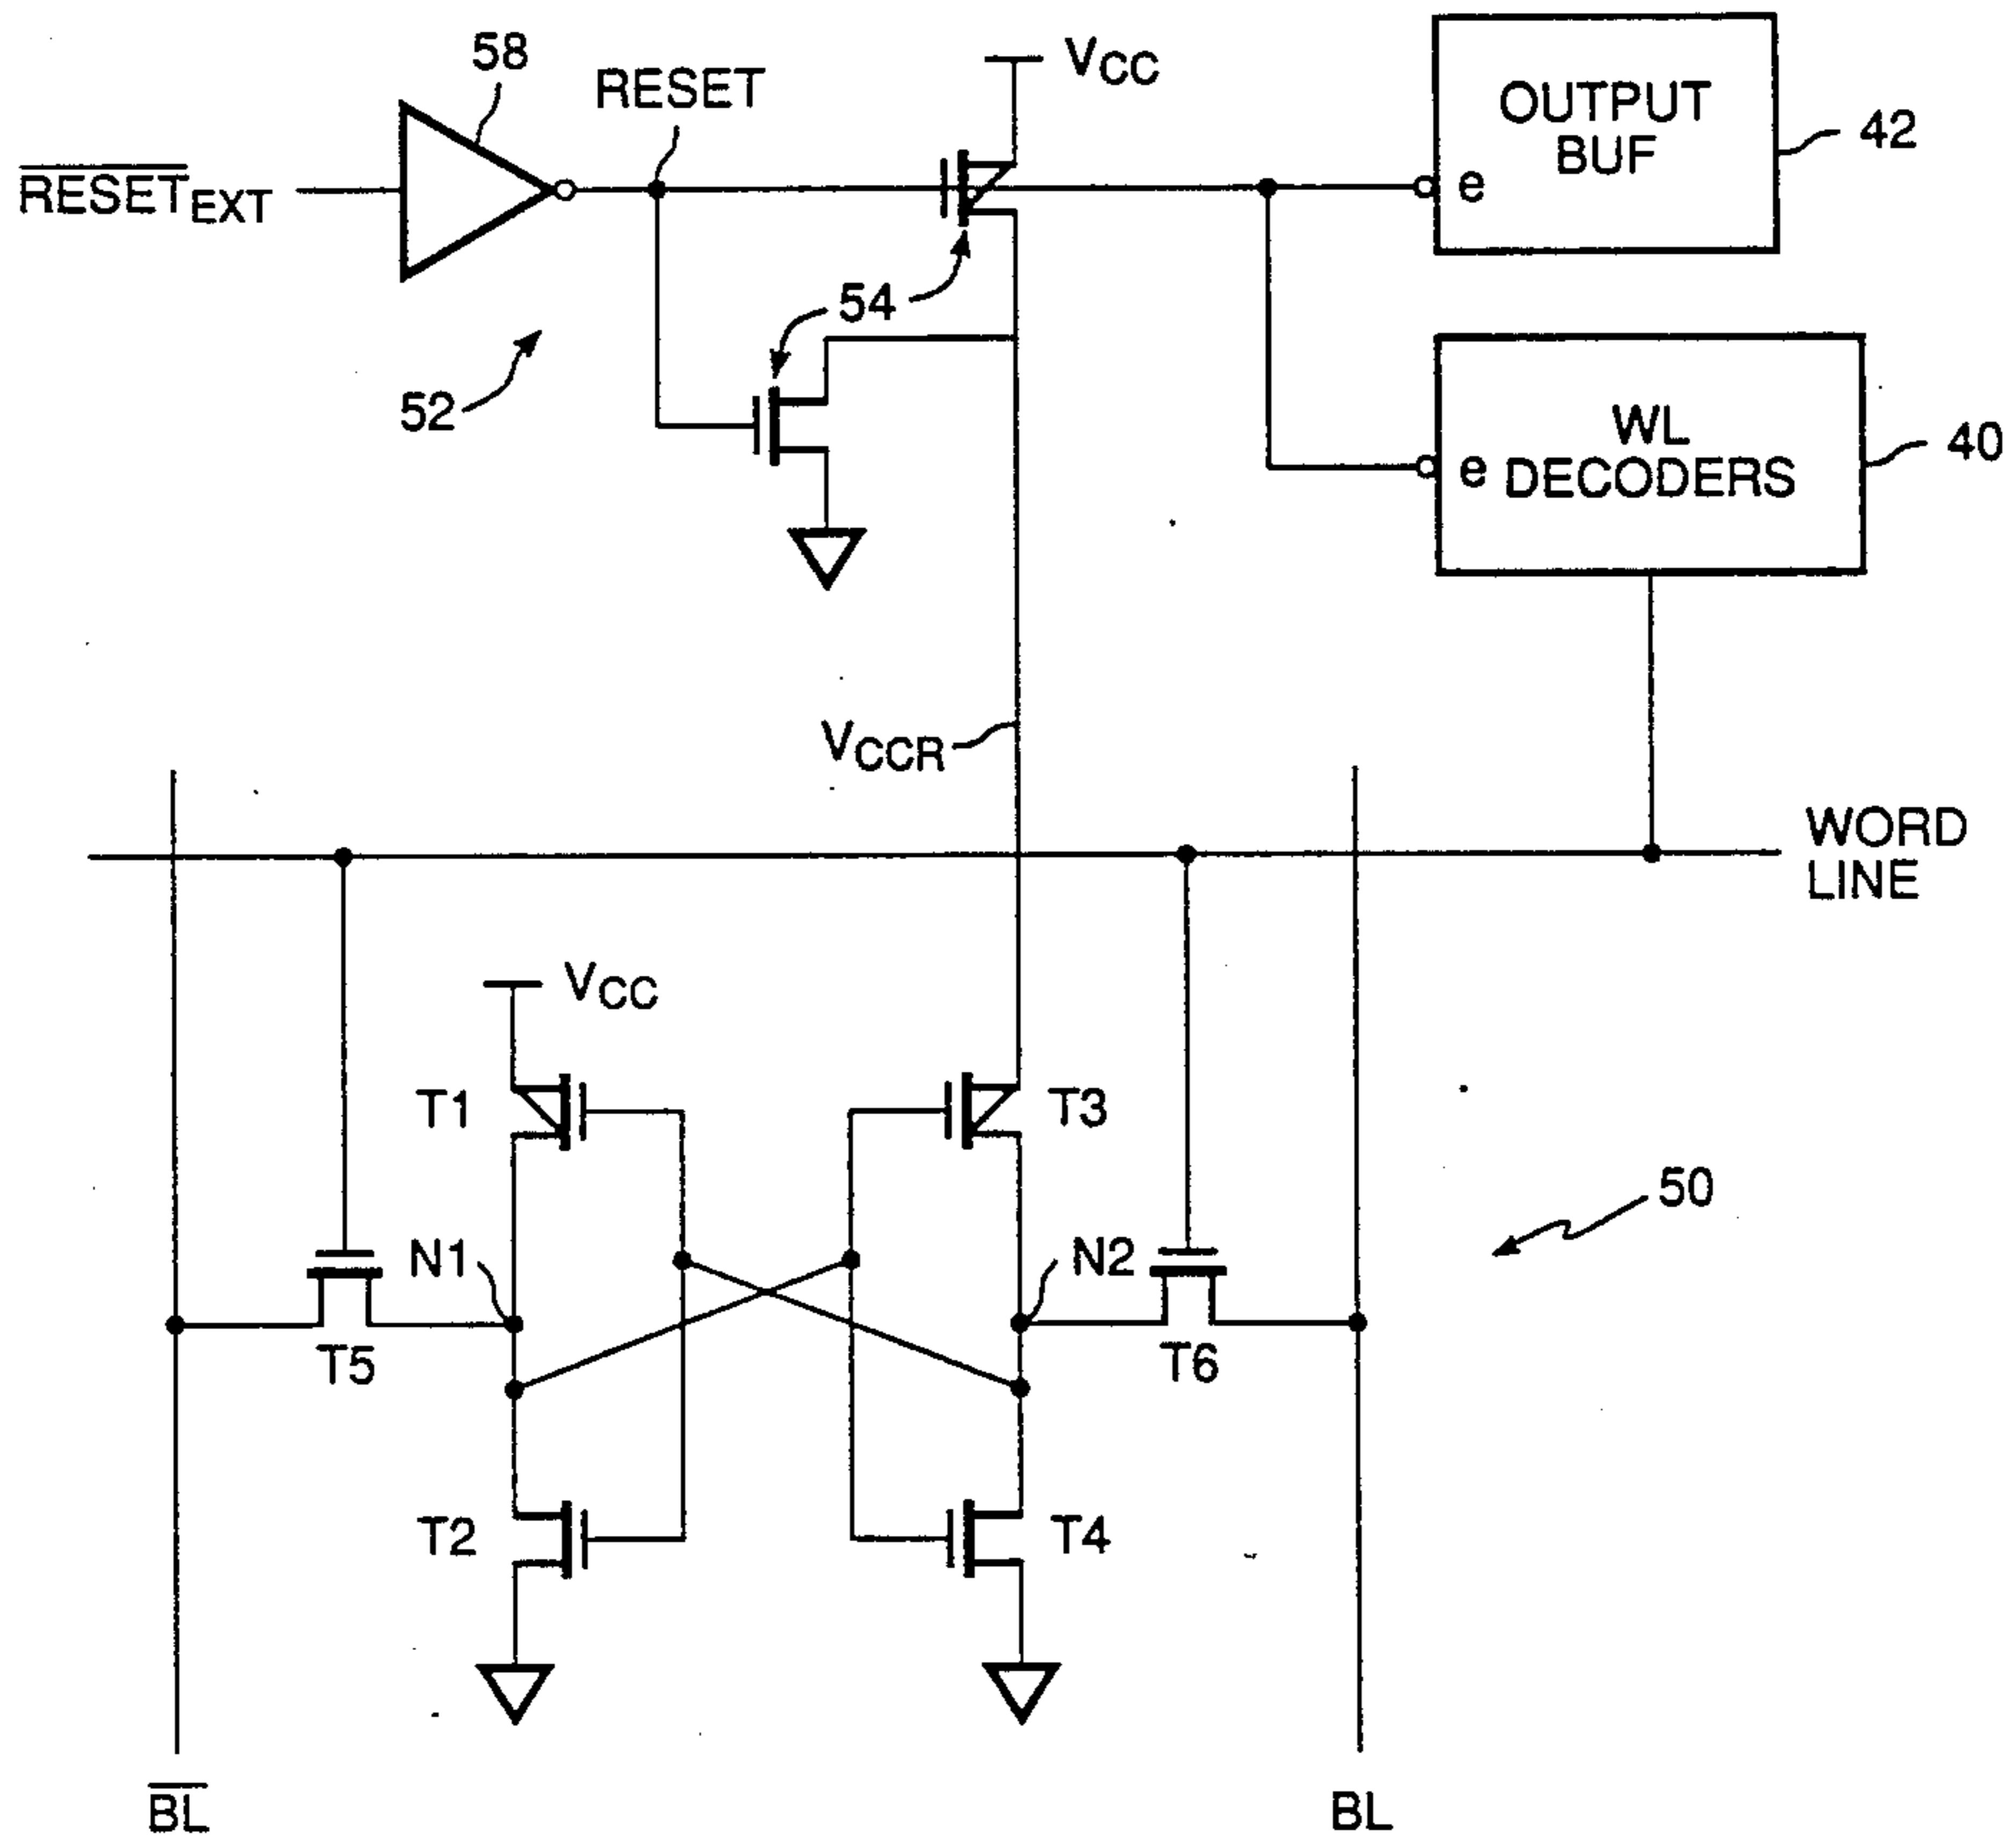 58
RESET
VCC
OUTPUT
BUF
42
RESETEXT
e
54
52
WL
DECODERS
e
40
VCCR
WORD
LINE
VCC
T1
T3
50
N1
N2
T5
T6
T2
T4
BL
BL